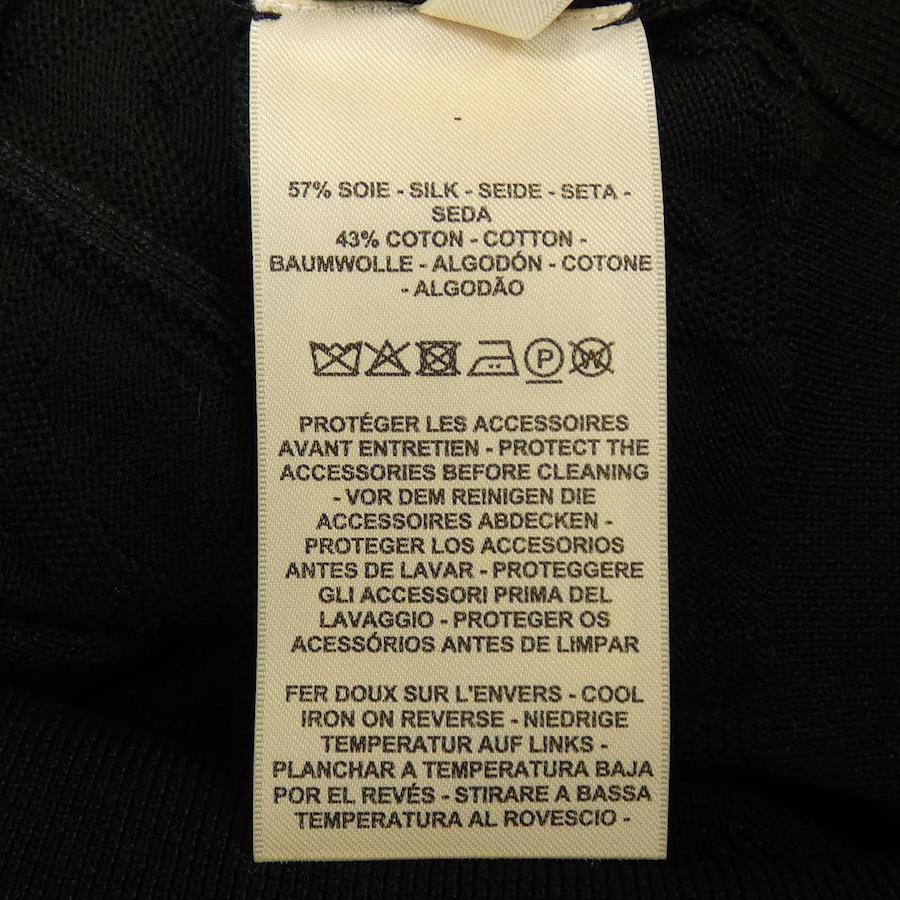 -
57% SOIE - SILK - SEIDE - SETA -
SEDA
43% COTON - COTTON -
BAUMWOLLE - ALGODÓN - COTONE
- ALGODÃO
P W
PROTÉGER LES ACCESSOIRES
AVANT ENTRETIEN - PROTECT THE
ACCESSORIES BEFORE CLEANING
- VOR DEM REINIGEN DIE
ACCESSOIRES ABDECKEN -
PROTEGER LOS ACCESORIOS
ANTES DE LAVAR - PROTEGGERE
GLI ACCESSORI PRIMA DEL
LAVAGGIO - PROTEGER OS
ACESSÓRIOS ANTES DE LIMPAR
FER DOUX SUR L'ENVERS - COOL
IRON ON REVERSE - NIEDRIGE
TEMPERATUR AUF LINKS -
PLANCHAR A TEMPERATURA BAJA
POR EL REVÉS - STIRARE A BASSA
TEMPERATURA AL ROVESCIO -